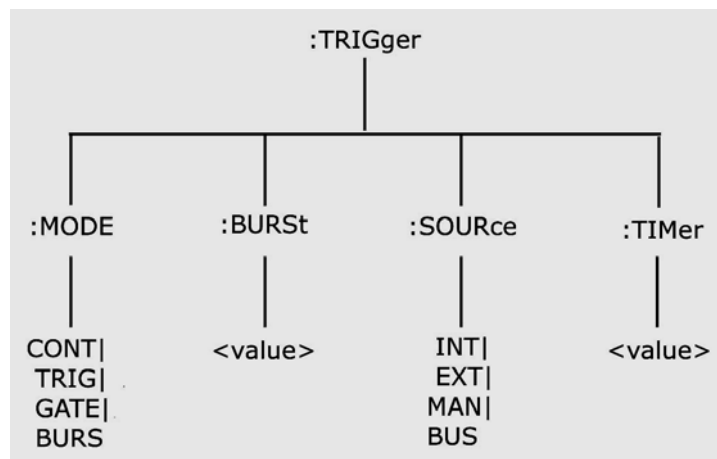 :TRIGger
:MODE :BURSt :SOURce :TIMer
CONT| <value> INT| <value>
TRIG| EXT|
GATE| MAN|
BURS BUS